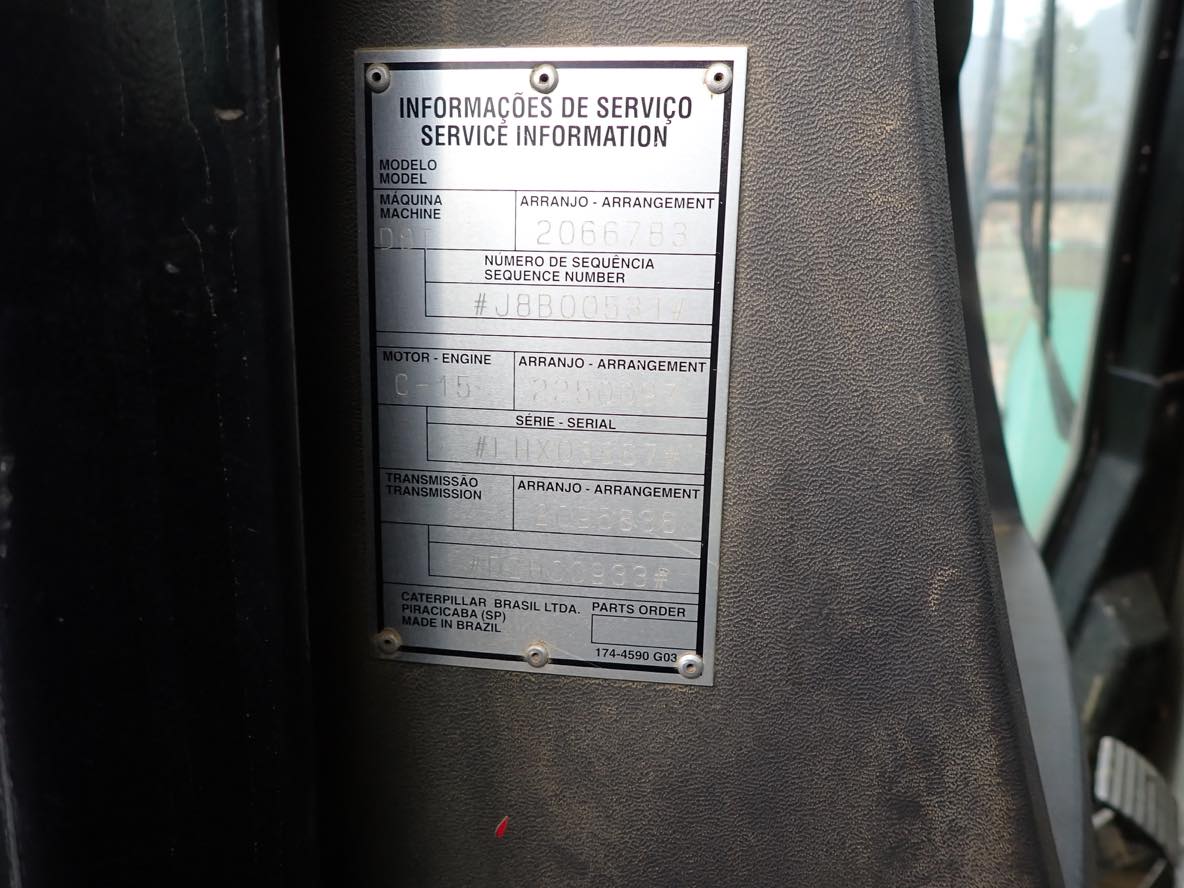 INFORMAÇÕES DE SERVIÇO
SERVICE INFORMATION
MODELO
MODEL
MÁQUINA
MACHINE
ARRANJO - ARRANGEMENT
2066783
NÚMERO DE SEQUÊNCIA
SEQUENCE NUMBER
MOTOR - ENGINE
C-15
ARRANJO - ARRANGEMENT
SÉRIE - SERIAL
TRANSMISSÃO
TRANSMISSION
ARRANJO - ARRANGEMENT
CATERPILLAR BRASIL LTDA.
PIRACICABA (SP)
MADE IN BRAZIL
PARTS ORDER
174-4590 G03